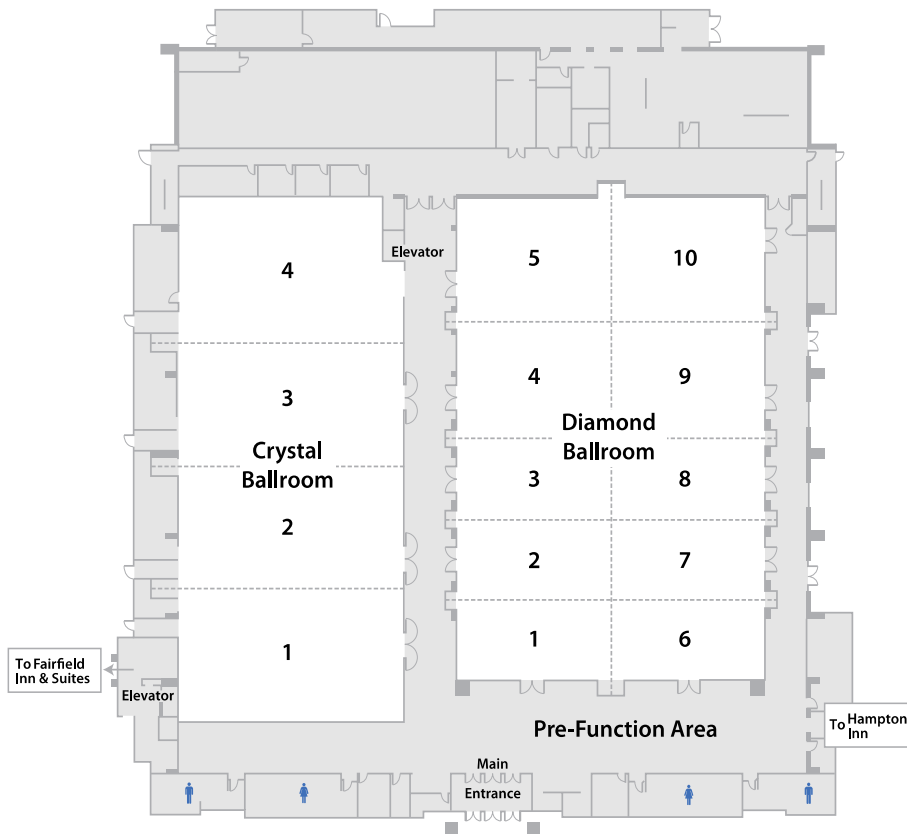 Elevator
4
5
10
3
4
9
Crystal
Ballroom
Diamond
Ballroom
3
8
2
2
7
1
1
6
To Fairfield
Inn & Suites
Elevator
Pre-Function Area
To Hampton
Inn
Main
Entrance